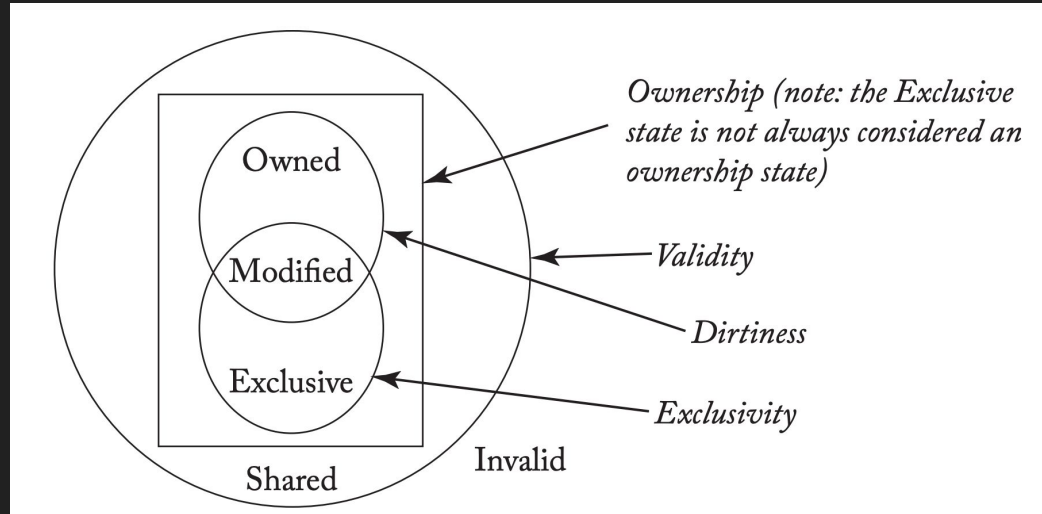 Ownership (note: the Exclusive
state is not always considered an
ownership state)
Owned
Modified
Validity
Dirtiness
Exclusive
Exclusivity
Shared
Invalid